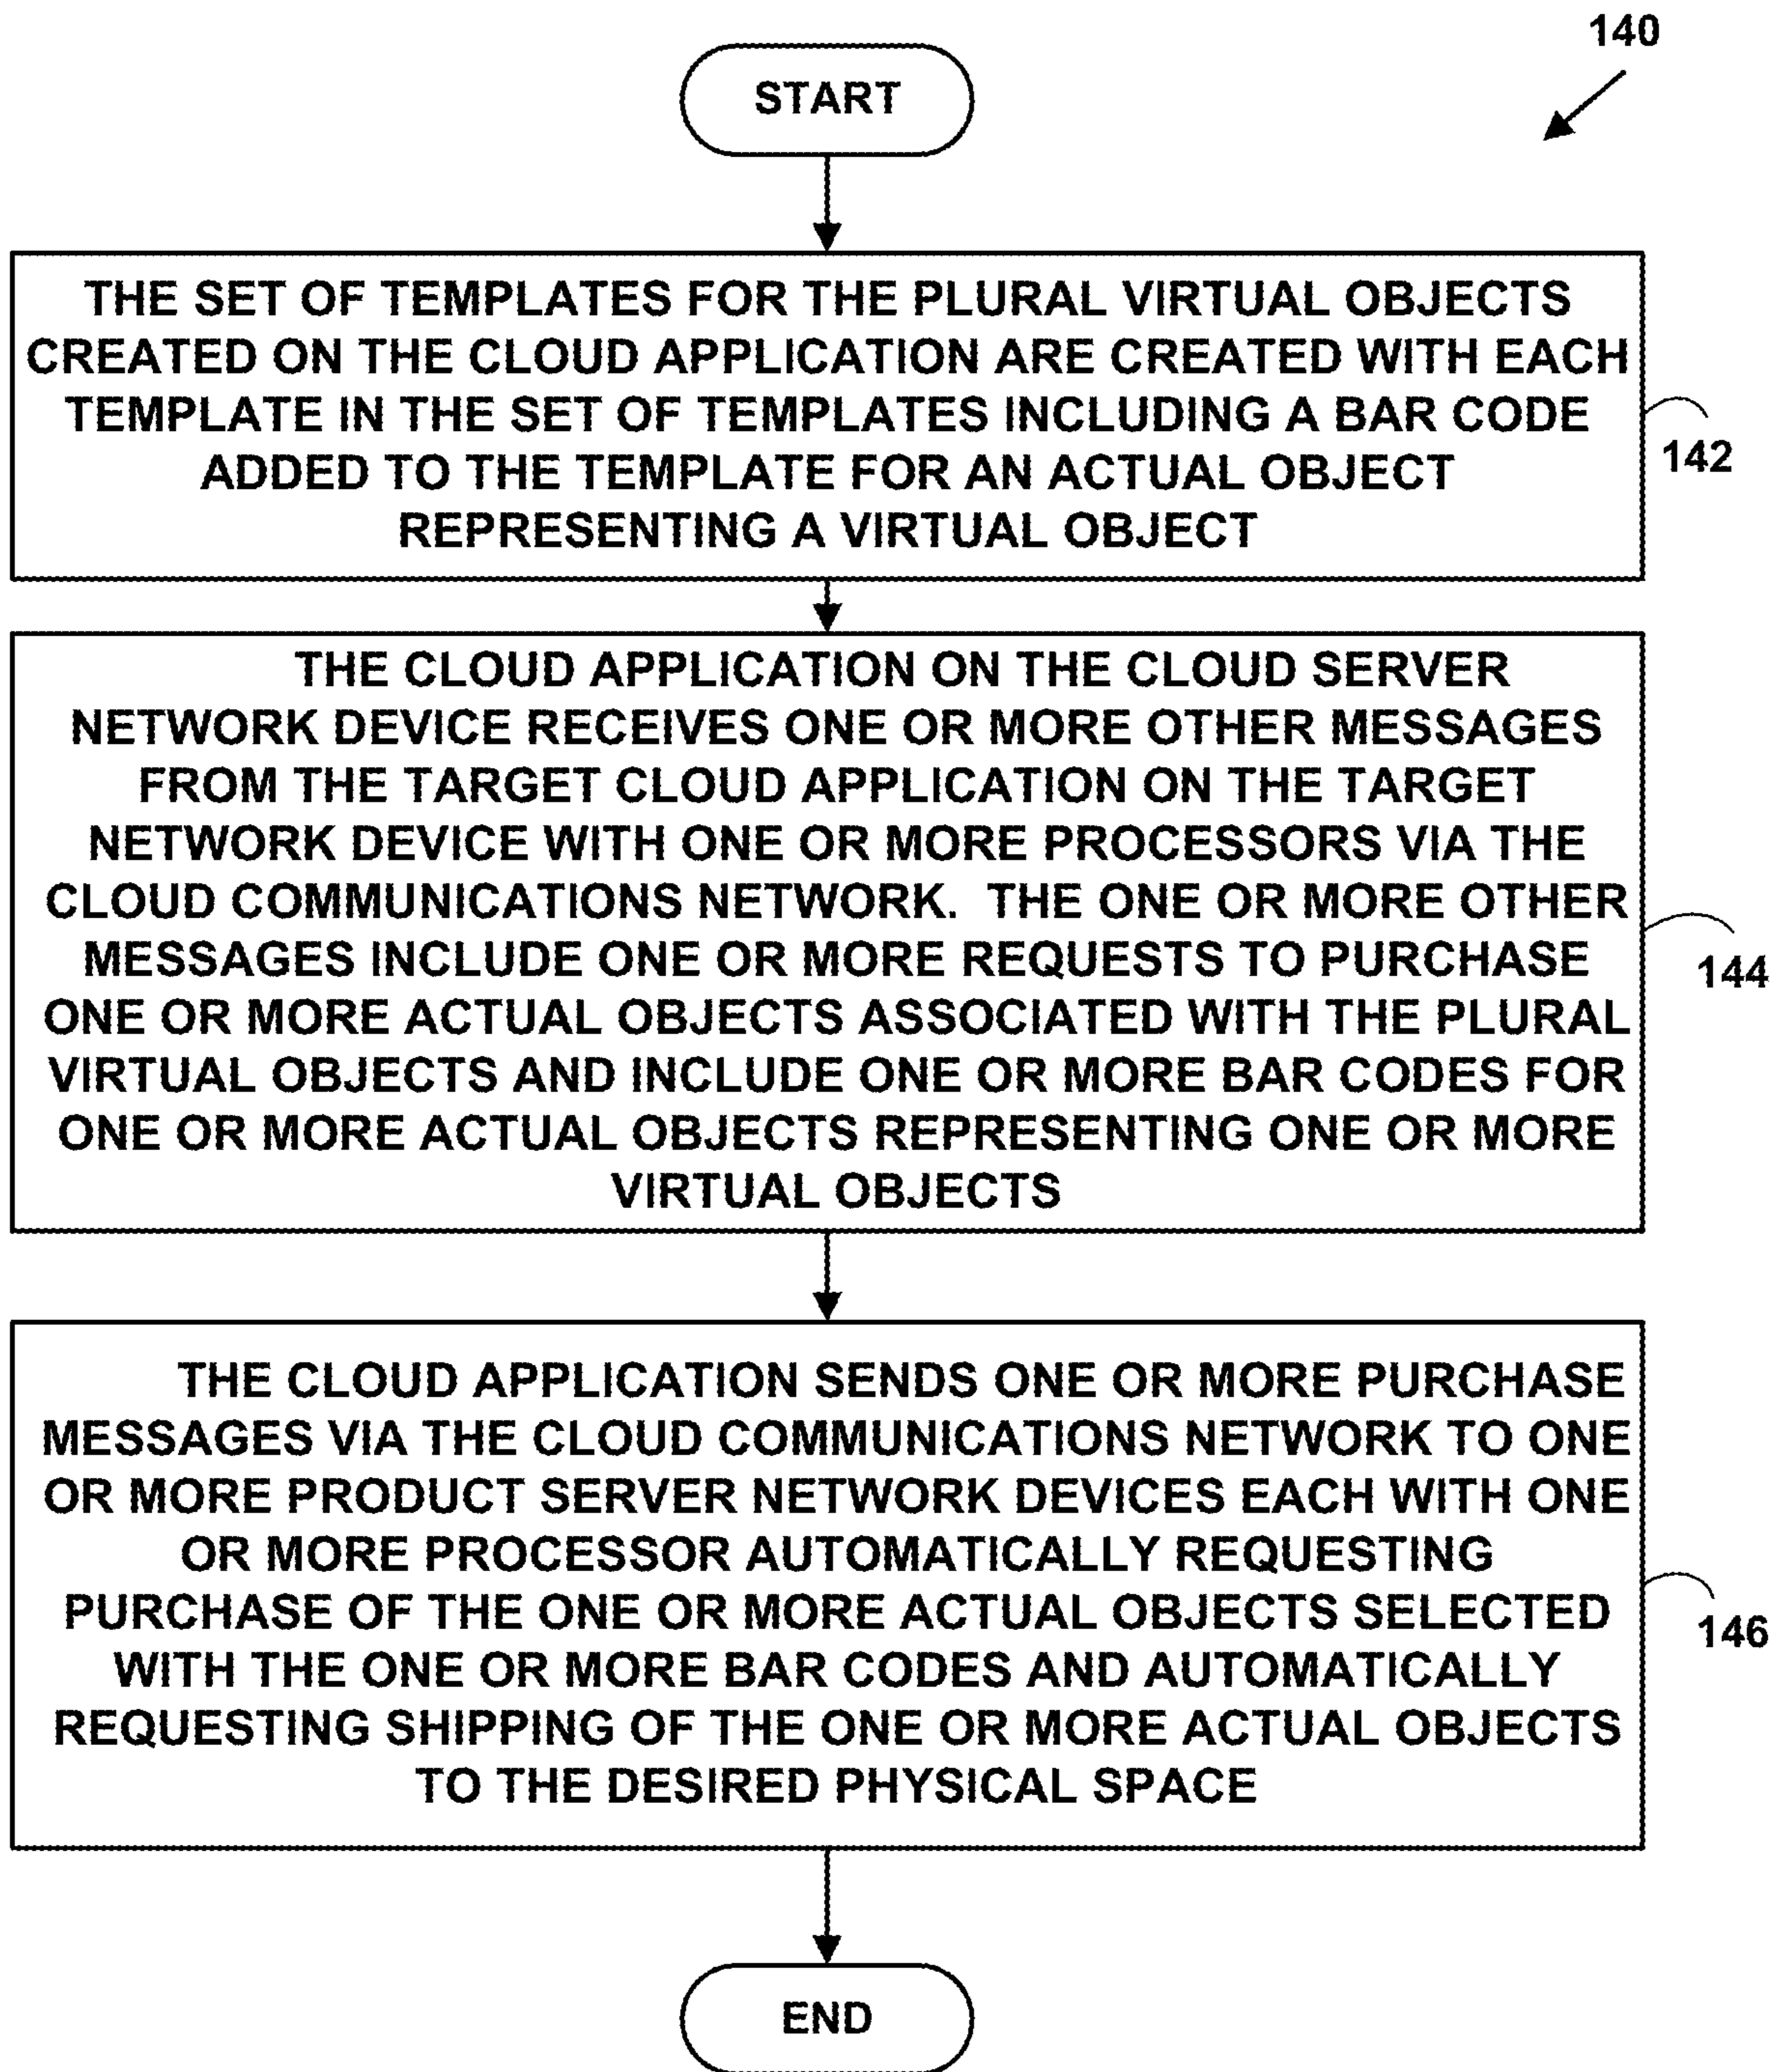 140
START
THE SET OF TEMPLATES FOR THE PLURAL VIRTUAL OBJECTS
CREATED ON THE CLOUD APPLICATION ARE CREATED WITH EACH
TEMPLATE IN THE SET OF TEMPLATES INCLUDING A BAR CODE
ADDED TO THE TEMPLATE FOR AN ACTUAL OBJECT
REPRESENTING A VIRTUAL OBJECT
142
THE CLOUD APPLICATION ON THE CLOUD SERVER
NETWORK DEVICE RECEIVES ONE OR MORE OTHER MESSAGES
FROM THE TARGET CLOUD APPLICATION ON THE TARGET
NETWORK DEVICE WITH ONE OR MORE PROCESSORS VIA THE
CLOUD COMMUNICATIONS NETWORK.  THE ONE OR MORE OTHER
MESSAGES INCLUDE ONE OR MORE REQUESTS TO PURCHASE
ONE OR MORE ACTUAL OBJECTS ASSOCIATED WITH THE PLURAL
VIRTUAL OBJECTS AND INCLUDE ONE OR MORE BAR CODES FOR
ONE OR MORE ACTUAL OBJECTS REPRESENTING ONE OR MORE
VIRTUAL OBJECTS
144
THE CLOUD APPLICATION SENDS ONE OR MORE PURCHASE
MESSAGES VIA THE CLOUD COMMUNICATIONS NETWORK TO ONE
OR MORE PRODUCT SERVER NETWORK DEVICES EACH WITH ONE
OR MORE PROCESSOR AUTOMATICALLY REQUESTING
PURCHASE OF THE ONE OR MORE ACTUAL OBJECTS SELECTED
WITH THE ONE OR MORE BAR CODES AND AUTOMATICALLY
REQUESTING SHIPPING OF THE ONE OR MORE ACTUAL OBJECTS
TO THE DESIRED PHYSICAL SPACE
146
END